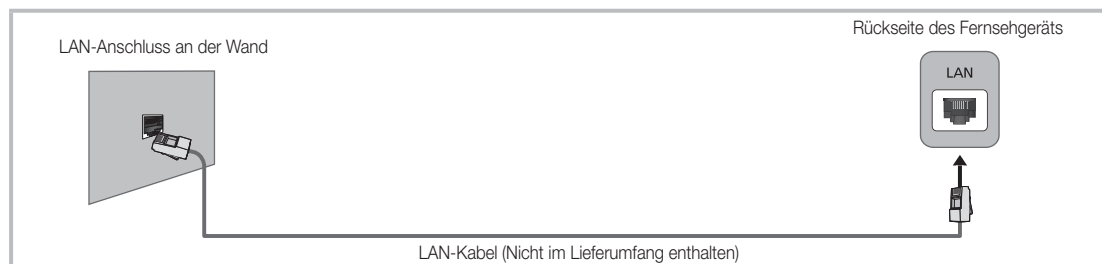 LAN-Anschluss an der Wand
Rückseite des Fernsehgeräts
LAN
LAN-Kabel (Nicht im Lieferumfang enthalten)